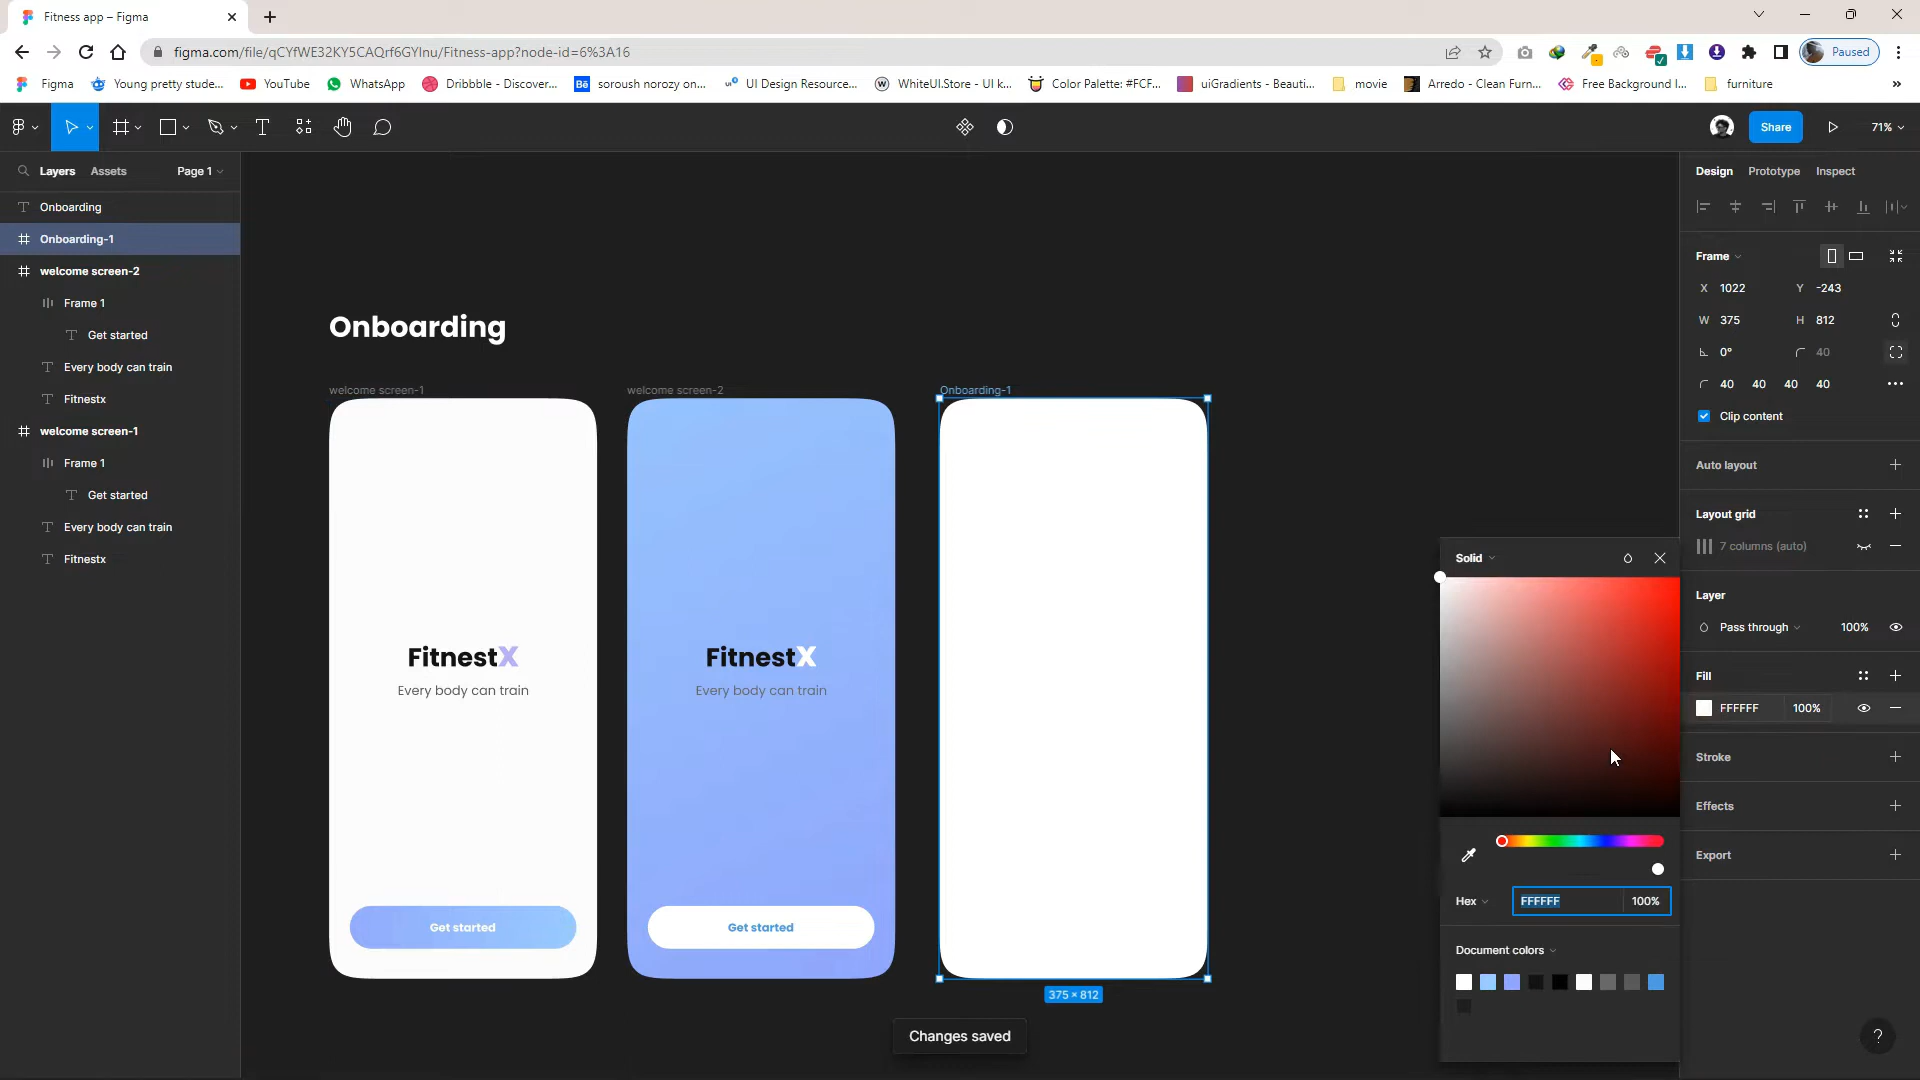 Fitness app – Figma
figma.com/file/qCYfWE32KY5CAQrf6GYlnu/Fitness-app?node-id=6%3A16
Paused
Figma
Young pretty stude...
YouTube
WhatsApp
Dribbble - Discover...
Bē
soroush norozy on...
UI Design Resource...
WhiteUI.Store - UI k...
Color Palette: #FCF...
uiGradients - Beauti...
movie
Arredo - Clean Furn...
Free Background I...
furniture
Share
71%
Layers
Assets
Page 1
Design
Prototype
Inspect
Onboarding
Onboarding-1
welcome screen-2
Frame 1
Get started
Every body can train
Fitnestx
welcome screen-1
Frame 1
Get started
Every body can train
Fitnestx
Onboarding
welcome screen-1
welcome screen-2
Onboarding-1
FitnestX
Every body can train
Get started
FitnestX
Every body can train
Get started
375 × 812
Changes saved
Solid
Hex
FFFFFF
100%
Document colors
Frame
X 1022
Y -243
W 375
H 812
0°
40
40 40 40 40
Clip content
Auto layout
Layout grid
7 columns (auto)
Layer
Pass through
100%
Fill
FFFFFF
100%
Stroke
Effects
Export
?